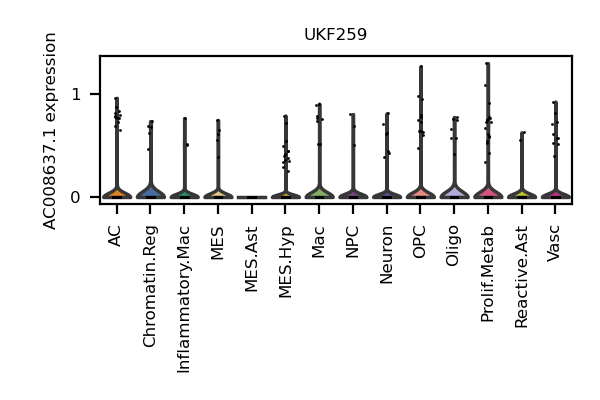 UKF259
AC008637.1 expression
1
0
AC
Chromatin.Reg
Inflammatory.Mac
MES
MES.Ast
MES.Hyp
Mac
NPC
Neuron
OPC
Oligo
Prolif.Metab
Reactive.Ast
Vasc